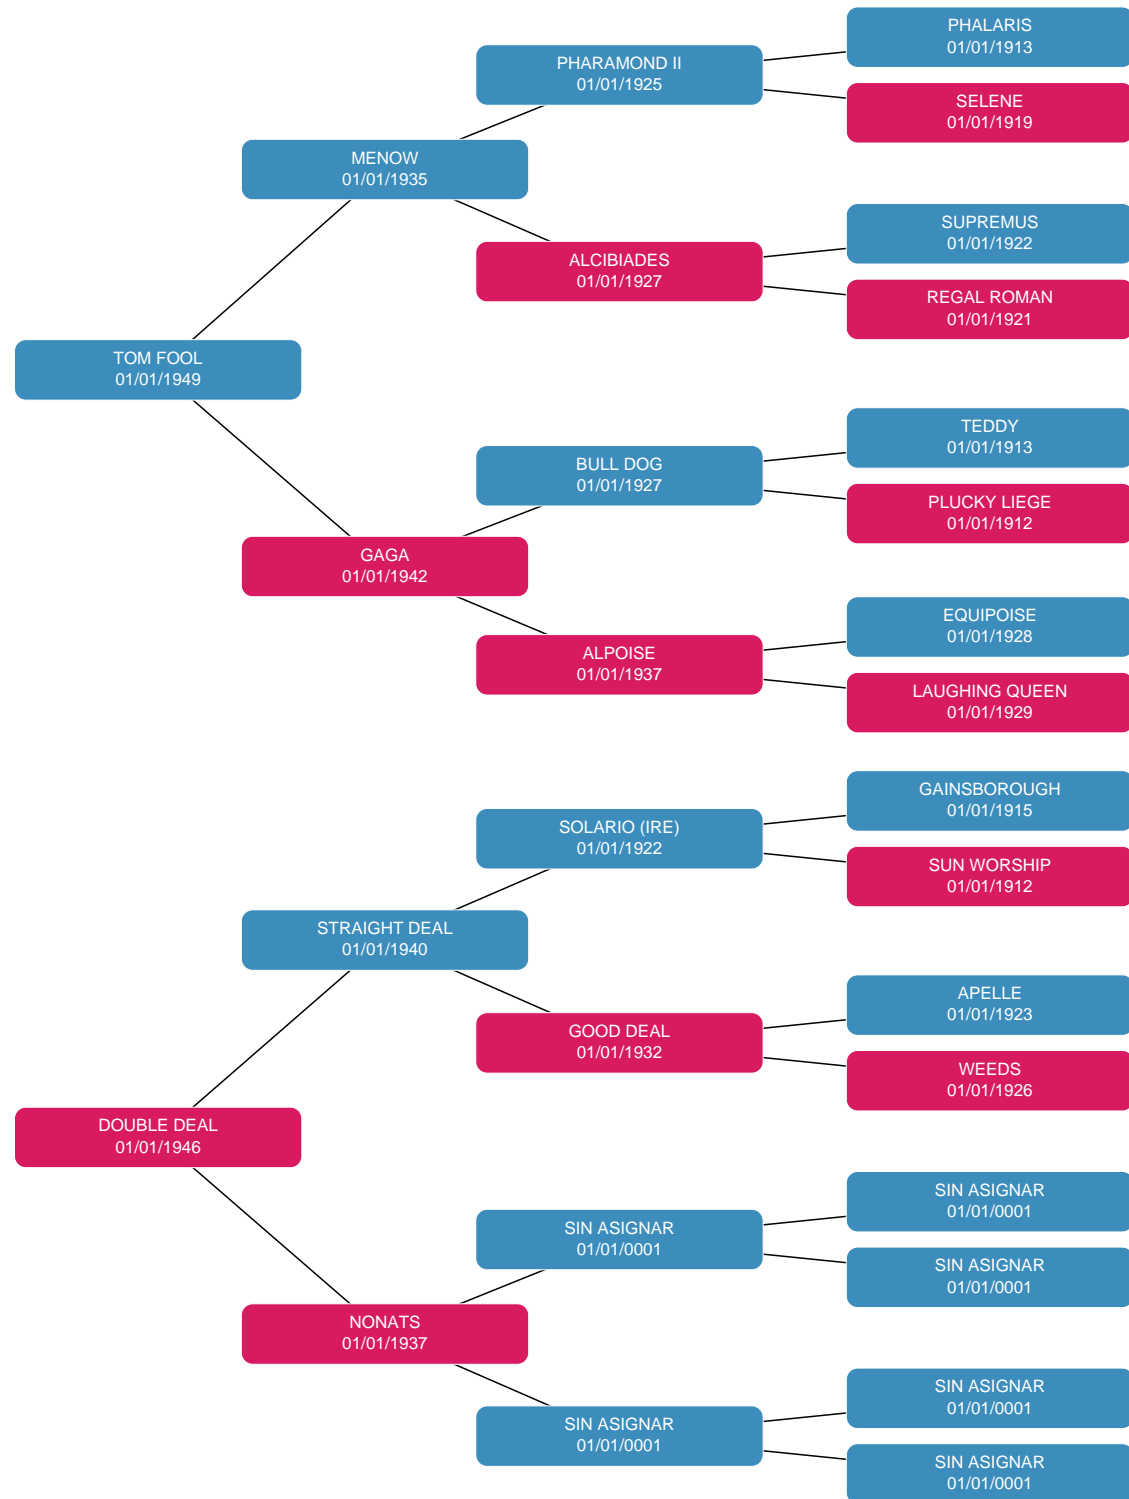 PHALARIS
01/01/1913
PHARAMOND II
01/01/1925
SELENE
01/01/1919
MENOW
01/01/1935
SUPREMUS
01/01/1922
ALCIBIADES
01/01/1927
REGAL ROMAN
01/01/1921
TOM FOOL
01/01/1949
TEDDY
01/01/1913
BULL DOG
01/01/1927
PLUCKY LIEGE
01/01/1912
GAGA
01/01/1942
EQUIPOISE
01/01/1928
ALPOISE
01/01/1937
LAUGHING QUEEN
01/01/1929
GAINSBOROUGH
01/01/1915
SOLARIO (IRE)
01/01/1922
SUN WORSHIP
01/01/1912
STRAIGHT DEAL
01/01/1940
APELLE
01/01/1923
GOOD DEAL
01/01/1932
WEEDS
01/01/1926
DOUBLE DEAL
01/01/1946
SIN ASIGNAR
01/01/0001
SIN ASIGNAR
01/01/0001
SIN ASIGNAR
01/01/0001
NONATS
01/01/1937
SIN ASIGNAR
01/01/0001
SIN ASIGNAR
01/01/0001
SIN ASIGNAR
01/01/0001